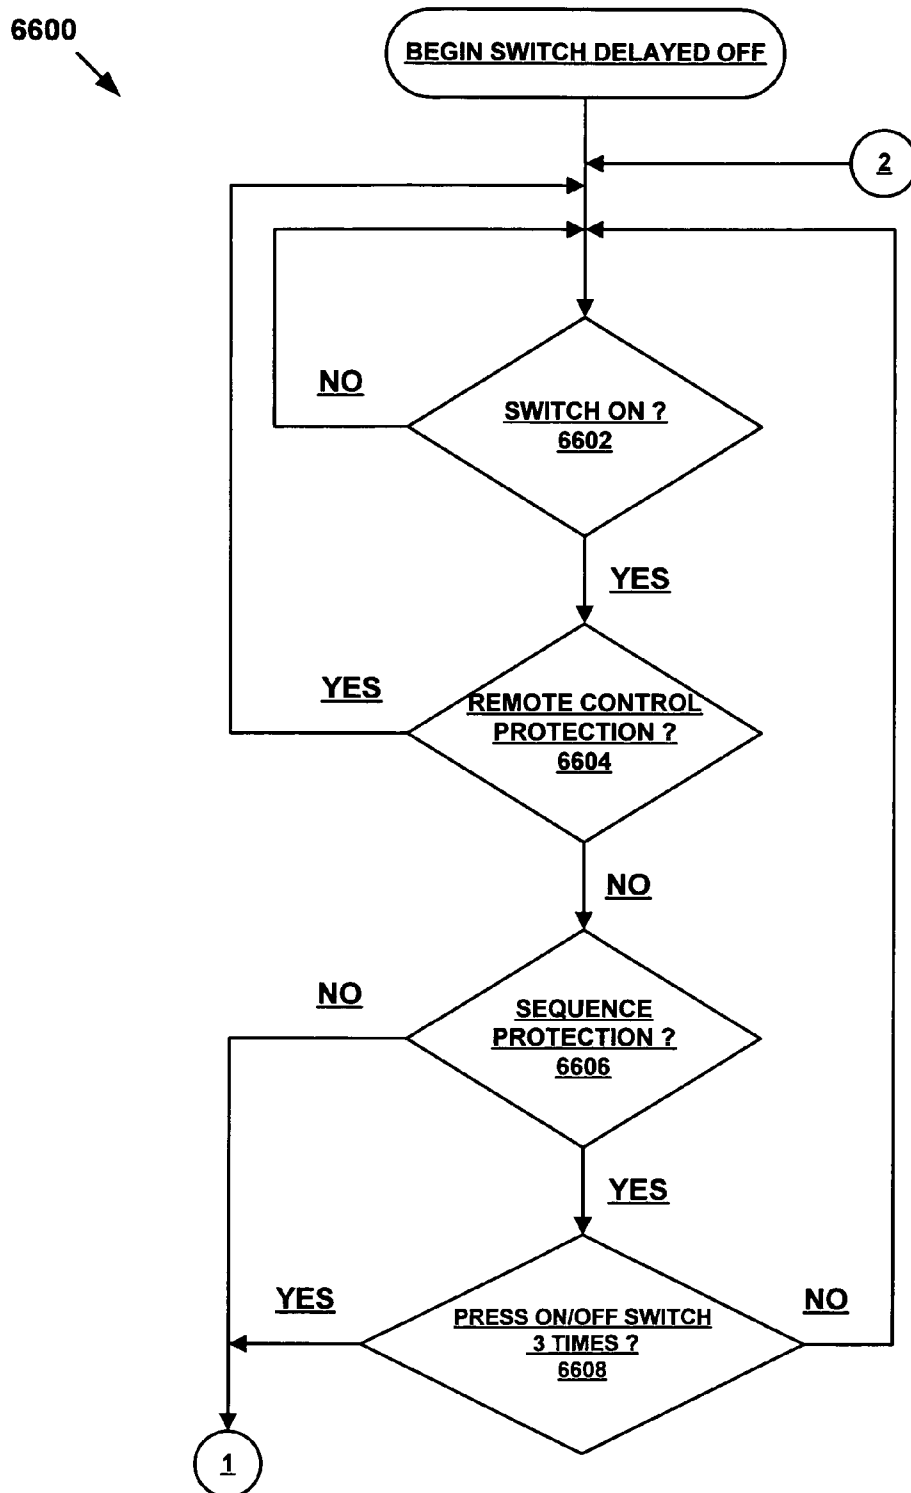 6600
BEGIN SWITCH DELAYED OFF
2
NO
SWITCH ON ?
6602
YES
YES
REMOTE CONTROL
PROTECTION ?
6604
NO
NO
SEQUENCE
PROTECTION ?
6606
YES
YES
PRESS ON/OFF SWITCH
3 TIMES ?
6608
NO
1